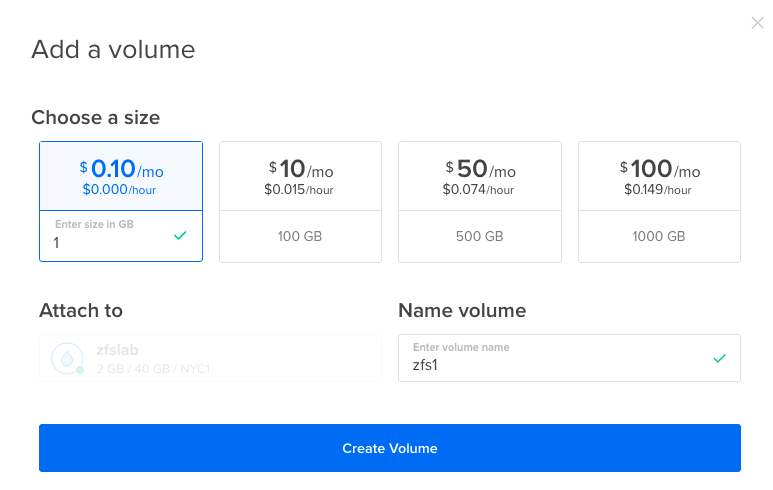 Add a volume
Choose a size
$0.10/mo
$0.000/hour
Enter size in GB
1
$10/mo
$0.015/hour
100 GB
$50/mo
$0.074/hour
500 GB
$100/mo
$0.149/hour
1000 GB
Attach to
zfslab
2 GB / 40 GB / NYC1
Name volume
Enter volume name
zfs1
Create Volume